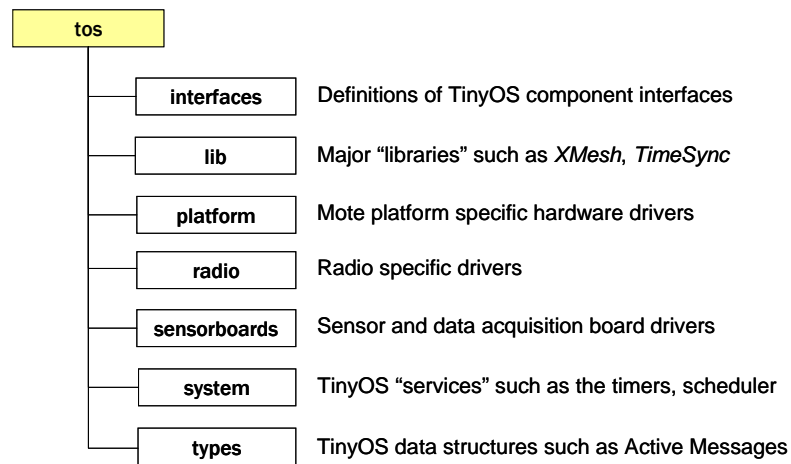 tos
interfaces Definitions of TinyOS component interfaces
lib Major “libraries” such as XMesh, TimeSync
platform Mote platform specific hardware drivers
radio Radio specific drivers
sensorboards Sensor and data acquisition board drivers
system TinyOS “services” such as the timers, scheduler
types TinyOS data structures such as Active Messages